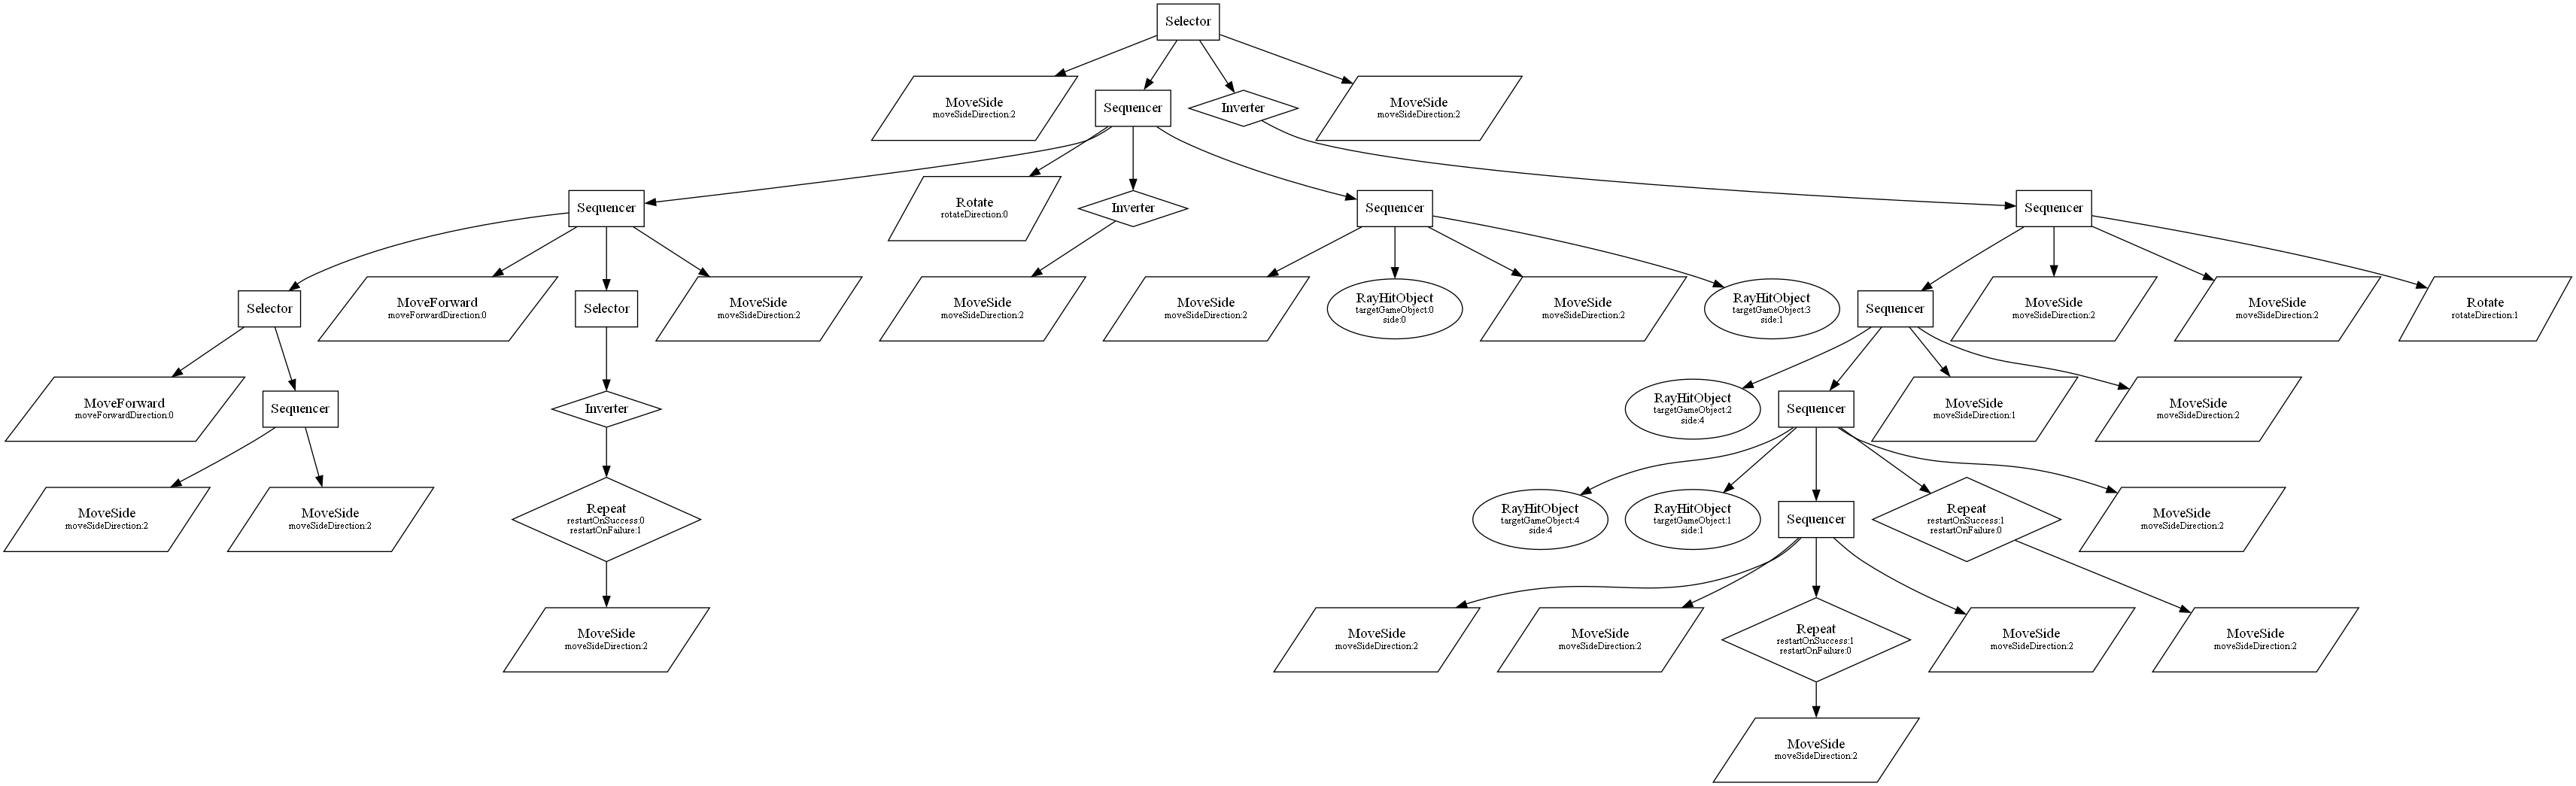 Selector
MoveSide
moveSideDirection:2
Sequencer
Inverter
MoveSide
moveSideDirection:2
Sequencer
Rotate
rotateDirection:0
Inverter
Sequencer
Sequencer
Selector
MoveForward
moveForwardDirection:0
Selector
MoveSide
moveSideDirection:2
MoveSide
moveSideDirection:2
MoveSide
moveSideDirection:2
RayHitObject
targetGameObject:0
side:0
MoveSide
moveSideDirection:2
RayHitObject
targetGameObject:3
side:1
Sequencer
MoveSide
moveSideDirection:2
MoveSide
moveSideDirection:2
Rotate
rotateDirection:1
MoveForward
moveForwardDirection:0
Sequencer
Inverter
RayHitObject
targetGameObject:2
side:4
Sequencer
MoveSide
moveSideDirection:1
MoveSide
moveSideDirection:2
MoveSide
moveSideDirection:2
MoveSide
moveSideDirection:2
Repeat
restartOnSuccess:0
restartOnFailure:1
RayHitObject
targetGameObject:4
side:4
RayHitObject
targetGameObject:1
side:1
Sequencer
Repeat
restartOnSuccess:1
restartOnFailure:0
MoveSide
moveSideDirection:2
MoveSide
moveSideDirection:2
MoveSide
moveSideDirection:2
MoveSide
moveSideDirection:2
Repeat
restartOnSuccess:1
restartOnFailure:0
MoveSide
moveSideDirection:2
MoveSide
moveSideDirection:2
MoveSide
moveSideDirection:2